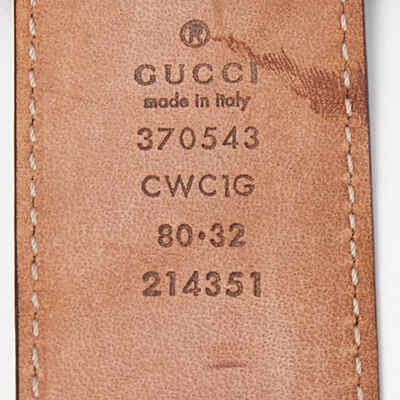 ®
GUCCI
made in italy
370543
CWC1G
80·32
214351